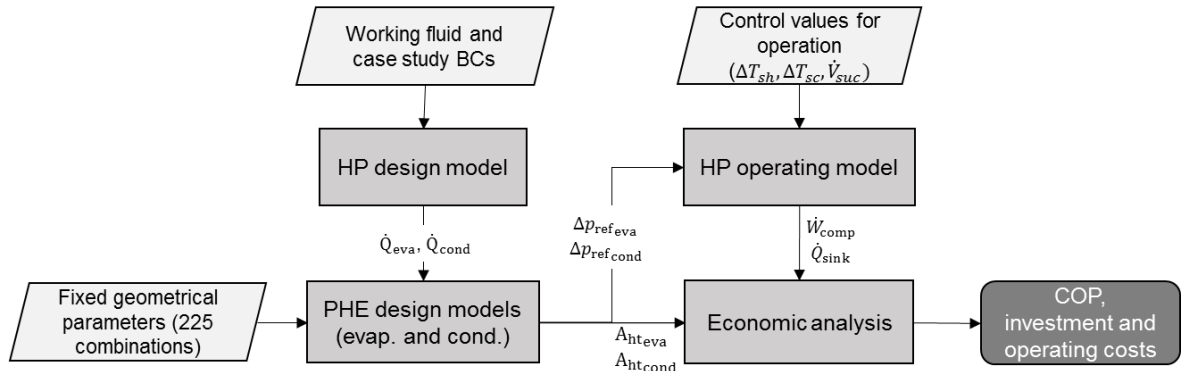 Working fluid and
case study BCs
Control values for
operation
(ΔT_sh, ΔT_sc, V̇_suc)
HP design model
HP operating model
Q̇_eva, Q̇_cond
Δp_ref_eva
Δp_ref_cond
Ẇ_comp
Q̇_sink
Fixed geometrical
parameters (225
combinations)
PHE design models
(evap. and cond.)
A_ht_eva
A_ht_cond
Economic analysis
COP,
investment and
operating costs